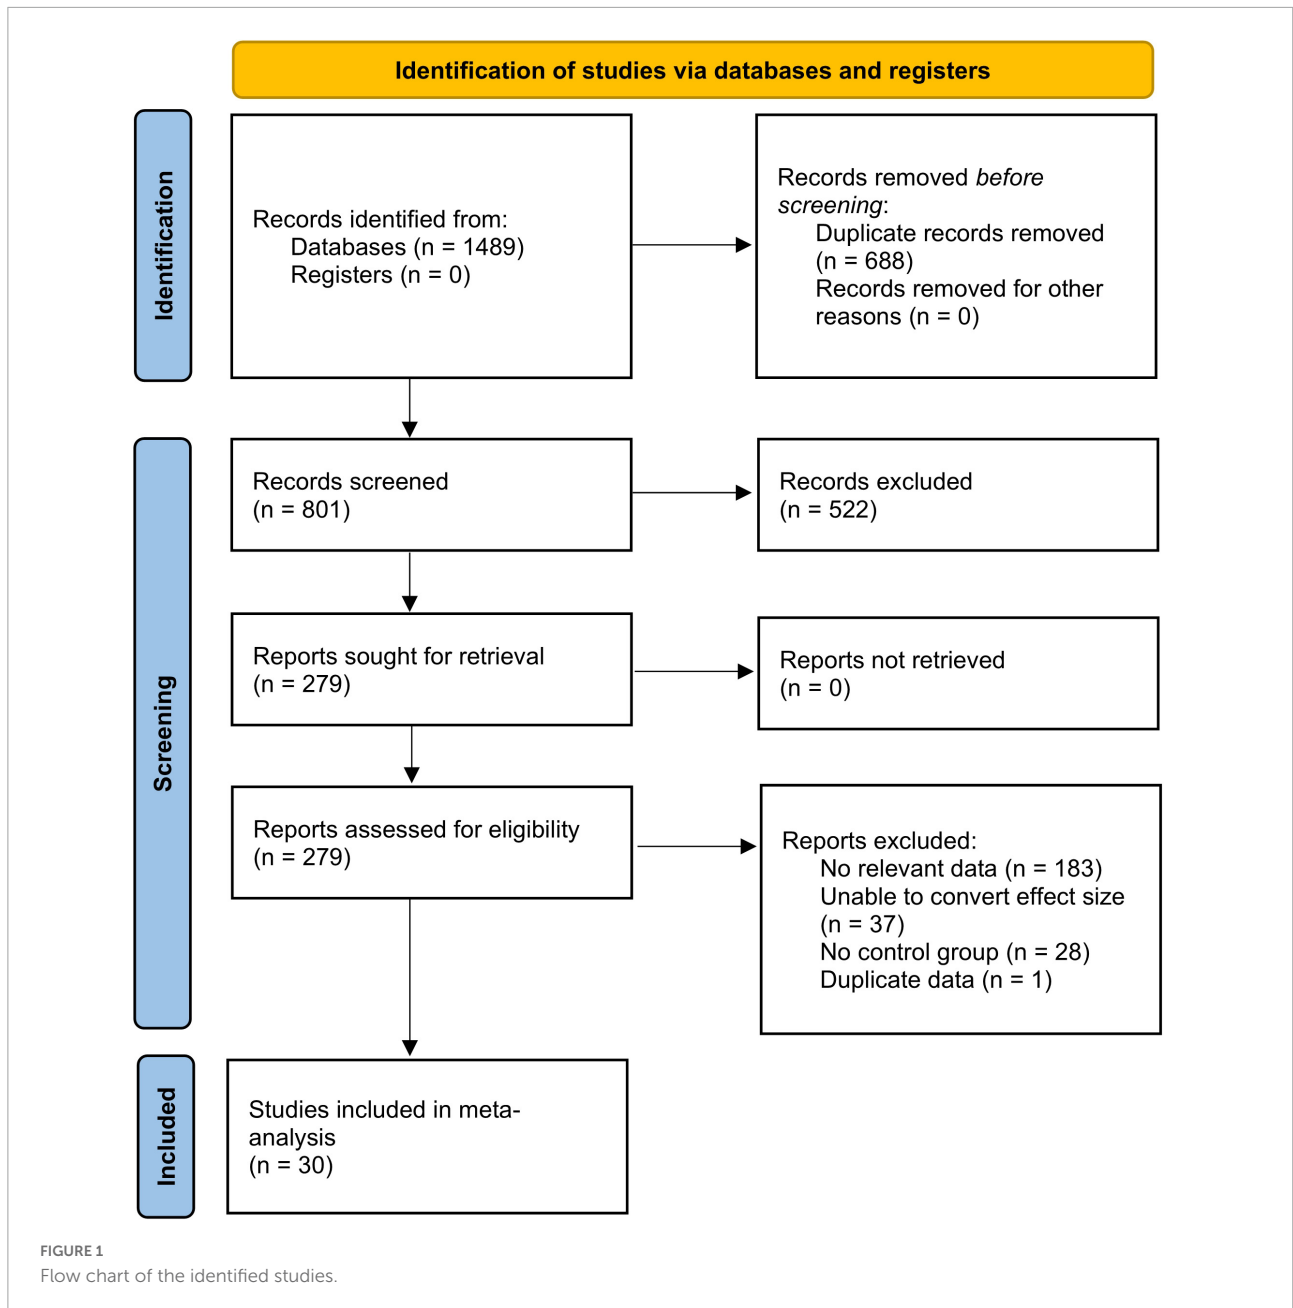 Identification of studies via databases and registers
Identification
Records identified from:
Databases (n = 1489)
Registers (n = 0)
Records removed before
screening:
Duplicate records removed
(n = 688)
Records removed for other
reasons (n = 0)
Screening
Records screened
(n = 801)
Records excluded
(n = 522)
Reports sought for retrieval
(n = 279)
Reports not retrieved
(n = 0)
Reports assessed for eligibility
(n = 279)
Reports excluded:
No relevant data (n = 183)
Unable to convert effect size
(n = 37)
No control group (n = 28)
Duplicate data (n = 1)
Included
Studies included in meta-
analysis
(n = 30)
FIGURE 1
Flow chart of the identified studies.